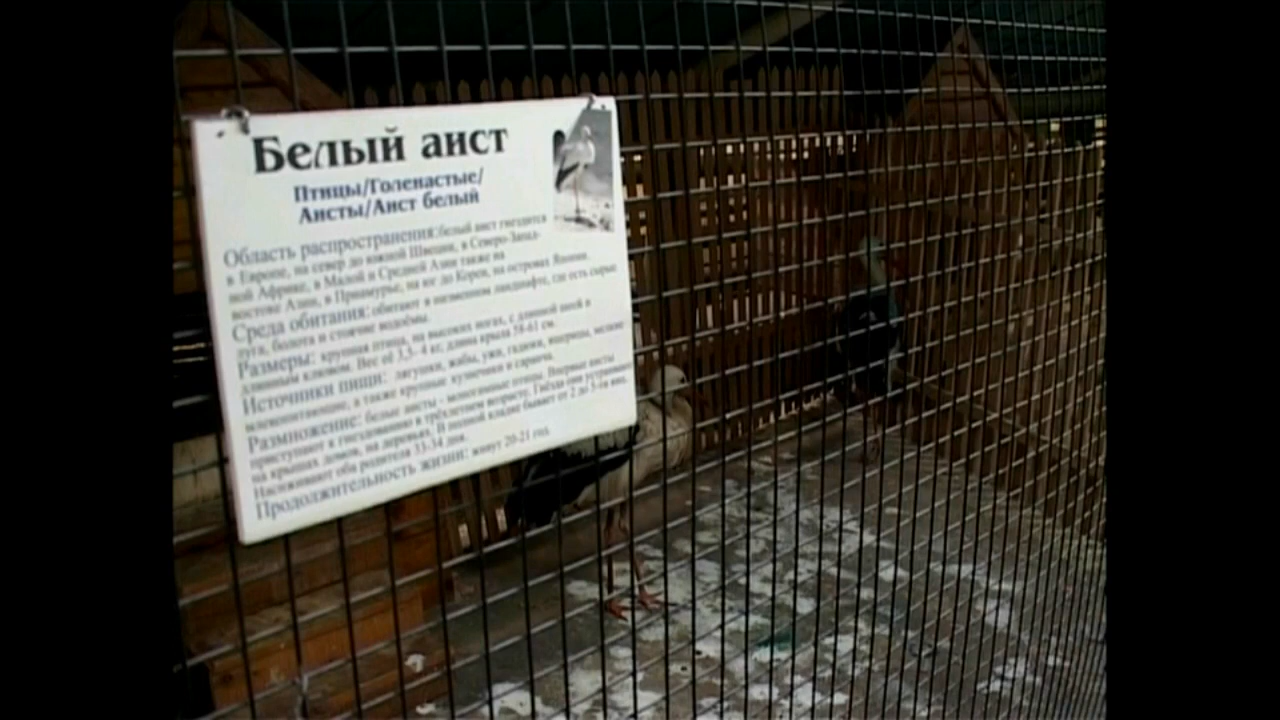 Белый аист
Птицы/Голенастые/
Аисты/Аист белый
Область распространения: белый аист гнездится
в Европе, на север до южной Швеции, в Северо-Запад-
ной Африке, в Малой и Средней Азии также на
востоке Азии, в Приамурье, на юг до Кореи, на островах Японии.
Среда обитания: обитают в низменном ландшафте, где есть сырые
луга, болота и стоячие водоёмы.
Размеры: крупная птица, на высоких ногах, с длинной шеей и
длинным клювом. Вес её 3,5- 4 кг, длина крыла 58-61 см.
Источники пищи: лягушки, жабы, ужи, гадюки, ящерицы, мелкие
млекопитающие, а также крупные кузнечики и саранча.
Размножение: белые аисты - моногамные птицы. Впервые аисты
приступают к гнездованию в трёхлетнем возрасте. Гнёзда они устраивают
на крышах домов, на деревьях. В полной кладке бывает от 2 до 5-ти яиц.
Насиживают оба родителя 33-34 дня.
Продолжительность жизни: живут 20-21 год.